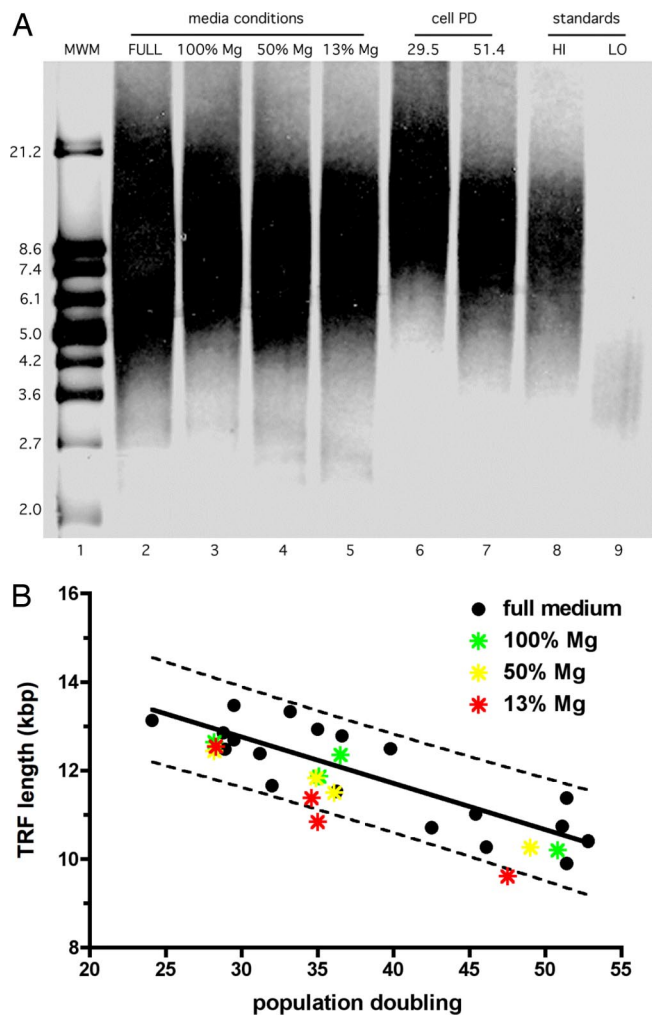 A
media conditions cell PD standards
MWM FULL 100% Mg 50% Mg 13% Mg 29.5 51.4 HI LO
21.2
8.6
7.4
6.1
5.0
4.2
3.6
2.7
2.0
1 2 3 4 5 6 7 8 9
B
16
14
12
10
8
TRF length (kbp)
full medium
100% Mg
50% Mg
13% Mg
20 25 30 35 40 45 50 55
population doubling